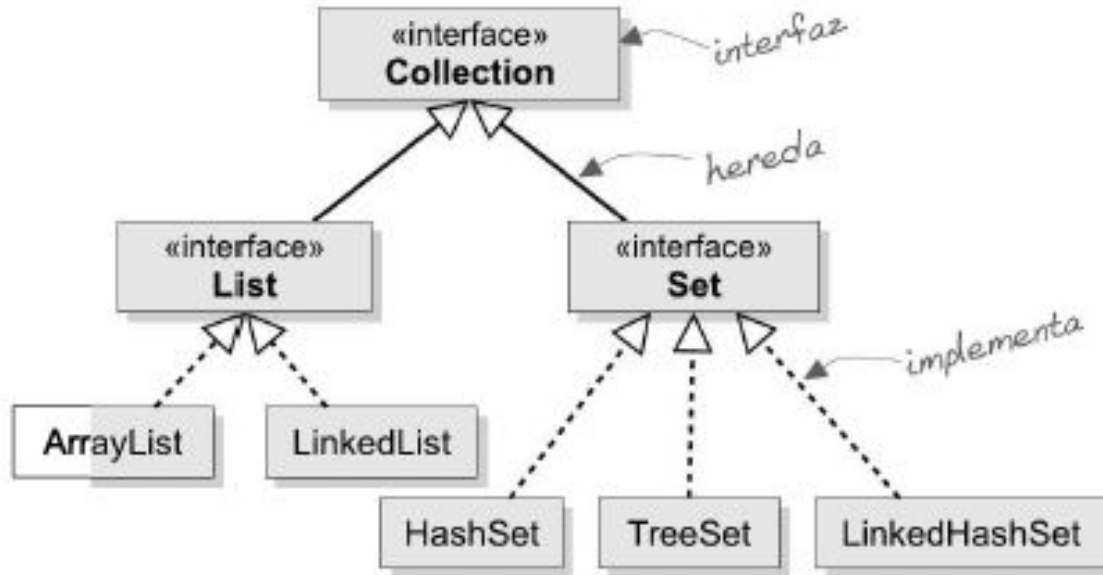 «interface»
Collection
interfaz
hereda
«interface»
List
«interface»
Set
implementa
ArrayList
LinkedList
HashSet
TreeSet
LinkedHashSet